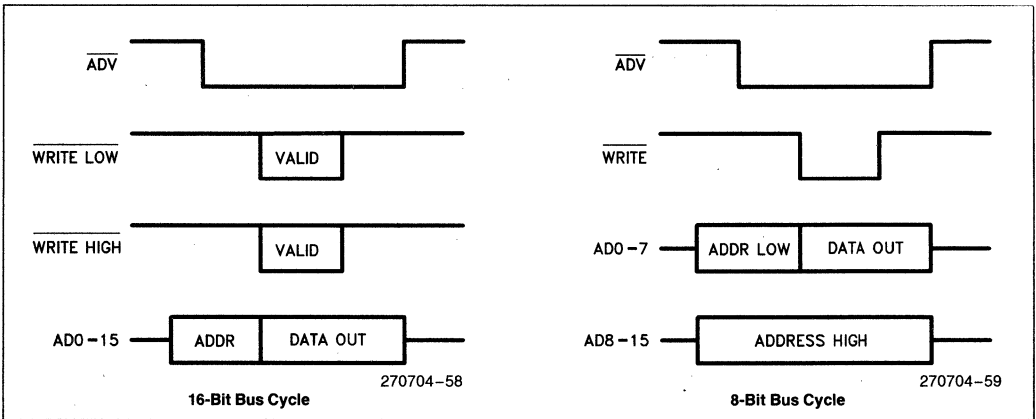 ADV
WRITE LOW
VALID
WRITE HIGH
VALID
AD0-15
ADDR
DATA OUT
270704-58
16-Bit Bus Cycle
ADV
WRITE
AD0-7
ADDR LOW
DATA OUT
AD8-15
ADDRESS HIGH
270704-59
8-Bit Bus Cycle